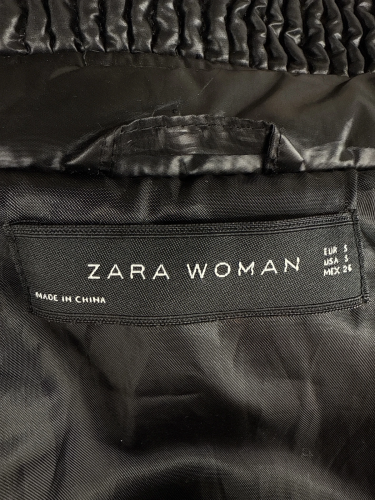 ZARA WOMAN
EUR S
USA S
MEX 26
MADE IN CHINA